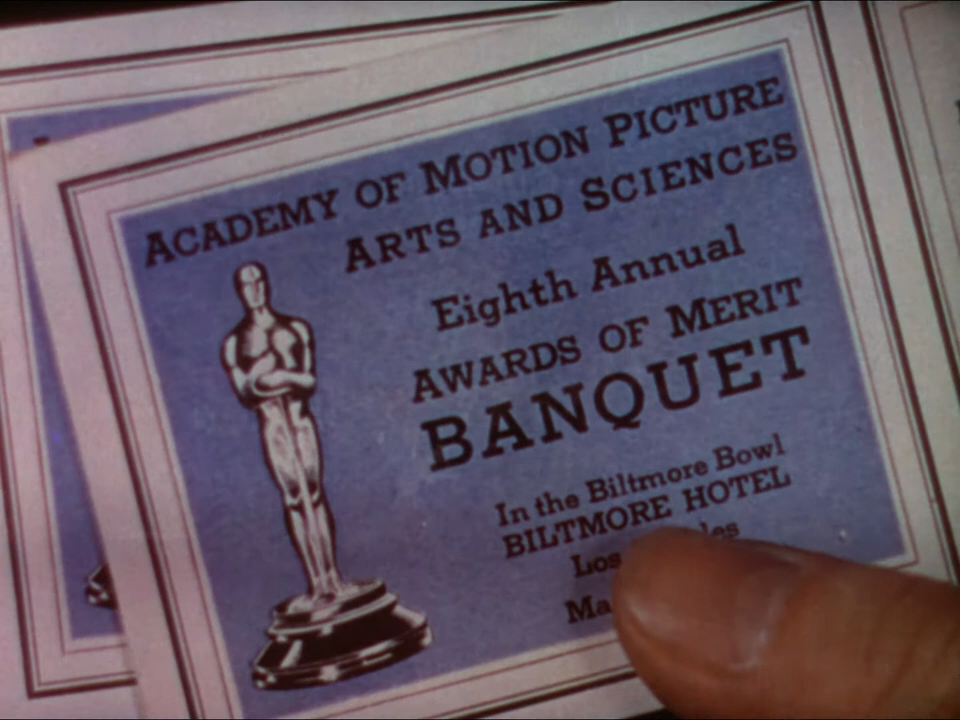 ACADEMY OF MOTION PICTURE
ARTS AND SCIENCES
Eighth Annual
AWARDS OF MERIT
BANQUET
In the Biltmore Bowl
BILTMORE HOTEL
Los